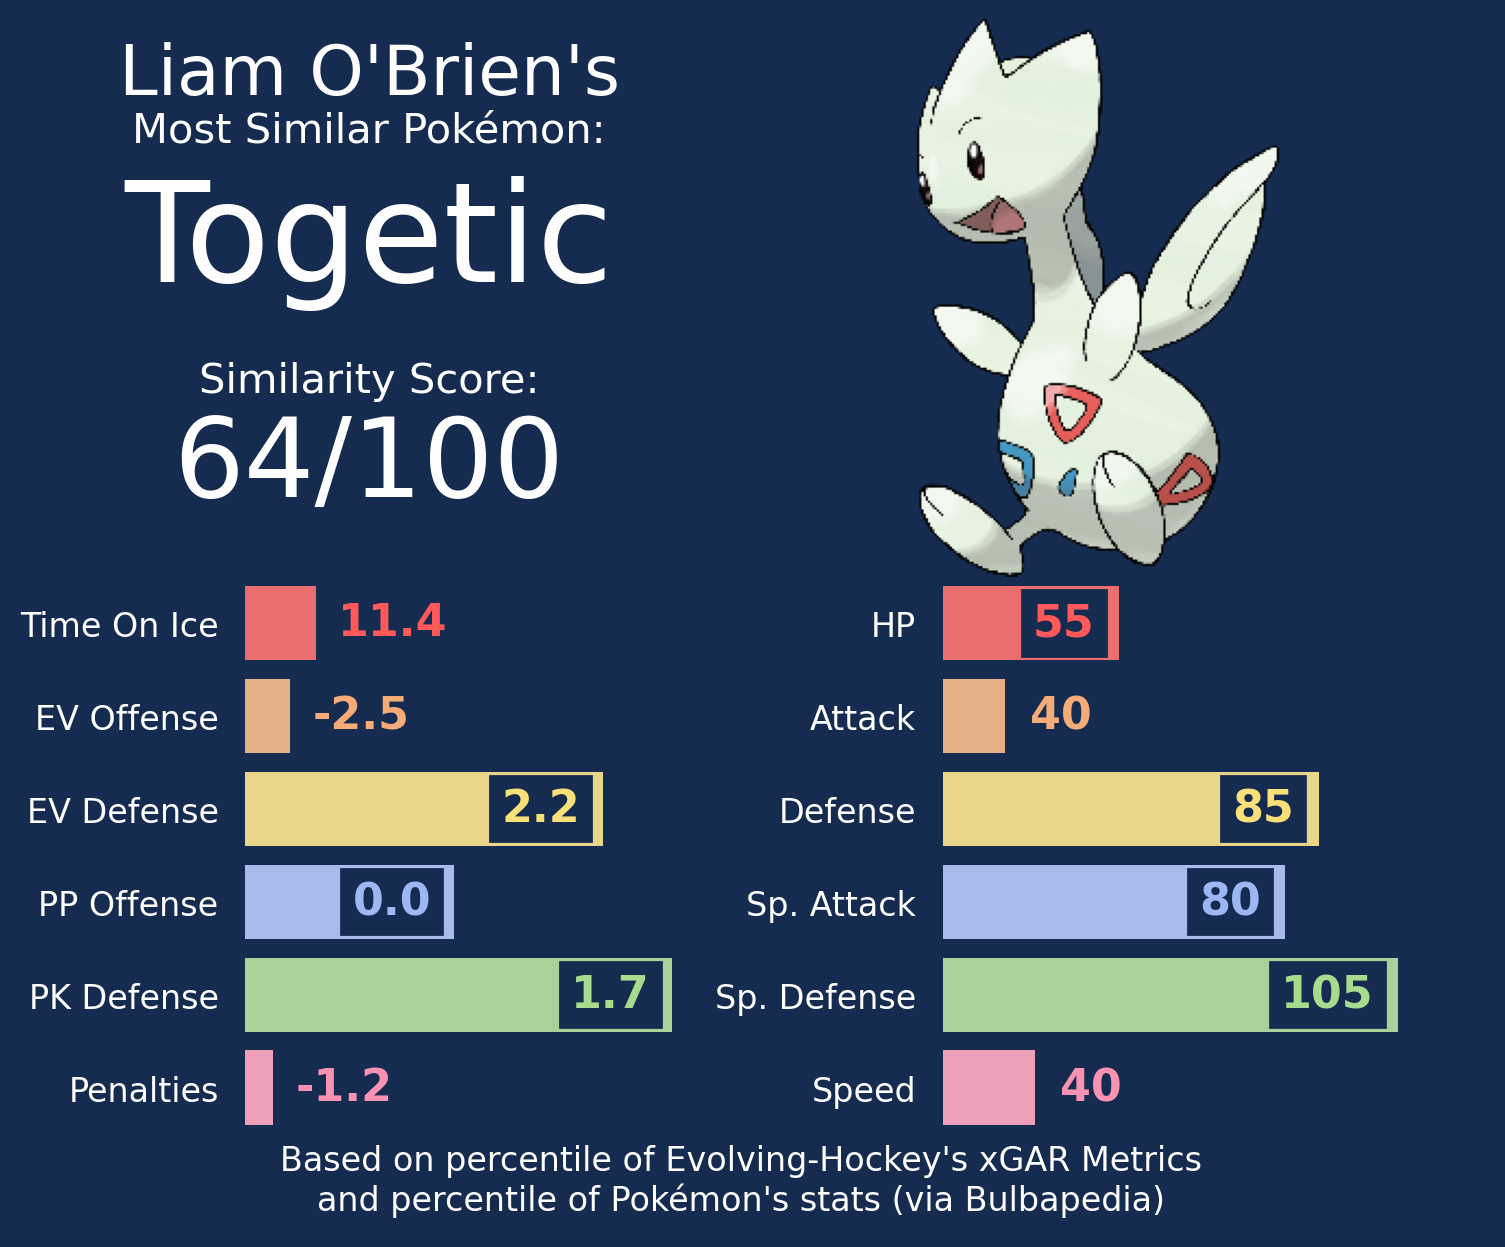 Liam O'Brien's
Most Similar Pokémon:
Togetic
Similarity Score:
64/100
Time On Ice 11.4
EV Offense -2.5
EV Defense 2.2
PP Offense 0.0
PK Defense 1.7
Penalties -1.2
HP 55
Attack 40
Defense 85
Sp. Attack 80
Sp. Defense 105
Speed 40
Based on percentile of Evolving-Hockey's xGAR Metrics
and percentile of Pokémon's stats (via Bulbapedia)